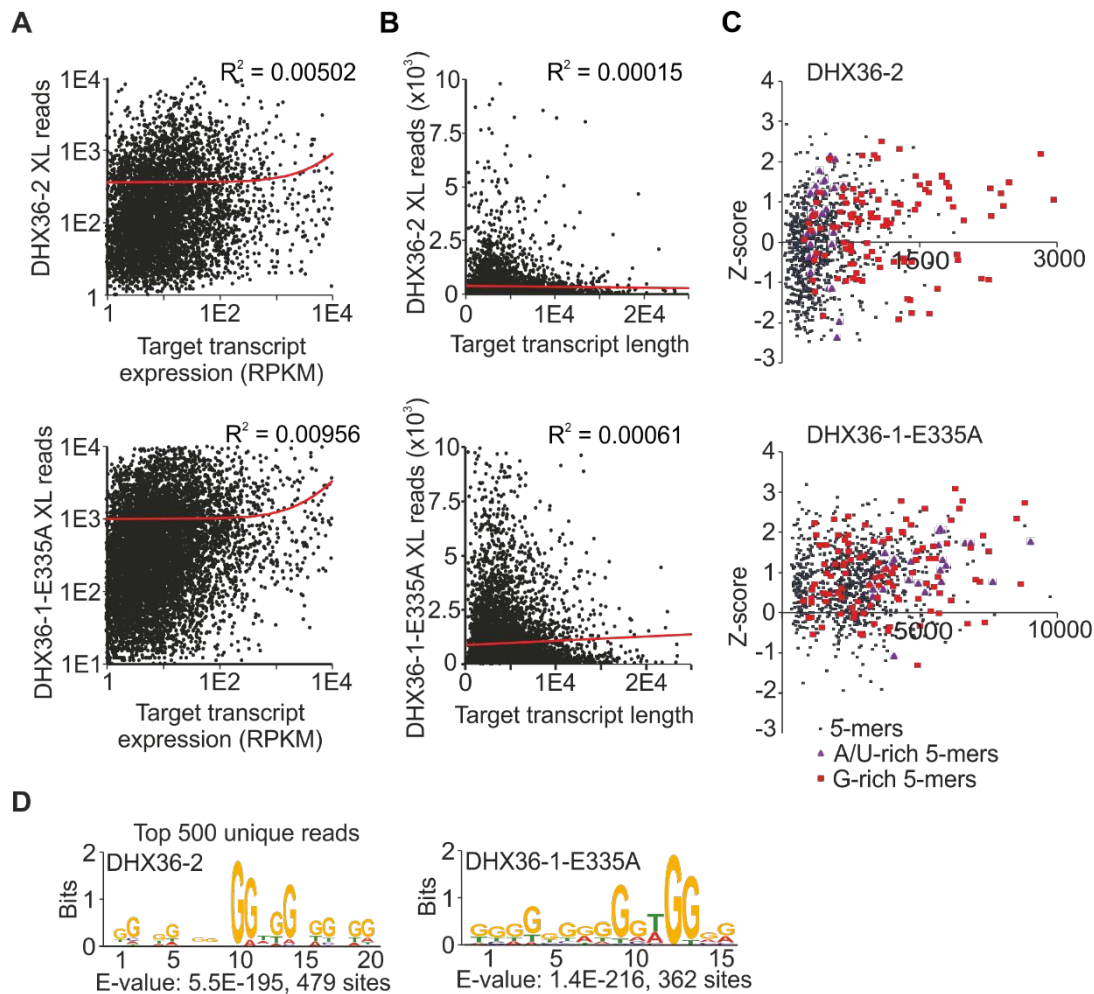 A
B
C
R² = 0.00502
1E4
1E3
1E2
1
1
1E2
1E4
DHX36-2 XL reads
Target transcript
expression (RPKM)
R² = 0.00015
10
7.5
5
2.5
0
0
1E4
2E4
DHX36-2 XL reads (x10³)
Target transcript length
DHX36-2
4
3
2
1
0
-1
-2
-3
1500
3000
Z-score
R² = 0.00956
1E4
1E3
1E2
1E1
1
1E2
1E4
DHX36-1-E335A XL reads
Target transcript
expression (RPKM)
R² = 0.00061
10
7.5
5
2.5
0
0
1E4
2E4
DHX36-1-E335A XL reads (x10³)
Target transcript length
DHX36-1-E335A
4
3
2
1
0
-1
-2
-3
5000
10000
Z-score
5-mers
A/U-rich 5-mers
G-rich 5-mers
D
Top 500 unique reads
DHX36-2
2
1
0
Bits
1 5 10 15 20
E-value: 5.5E-195, 479 sites
DHX36-1-E335A
2
1
0
Bits
1 5 10 15
E-value: 1.4E-216, 362 sites